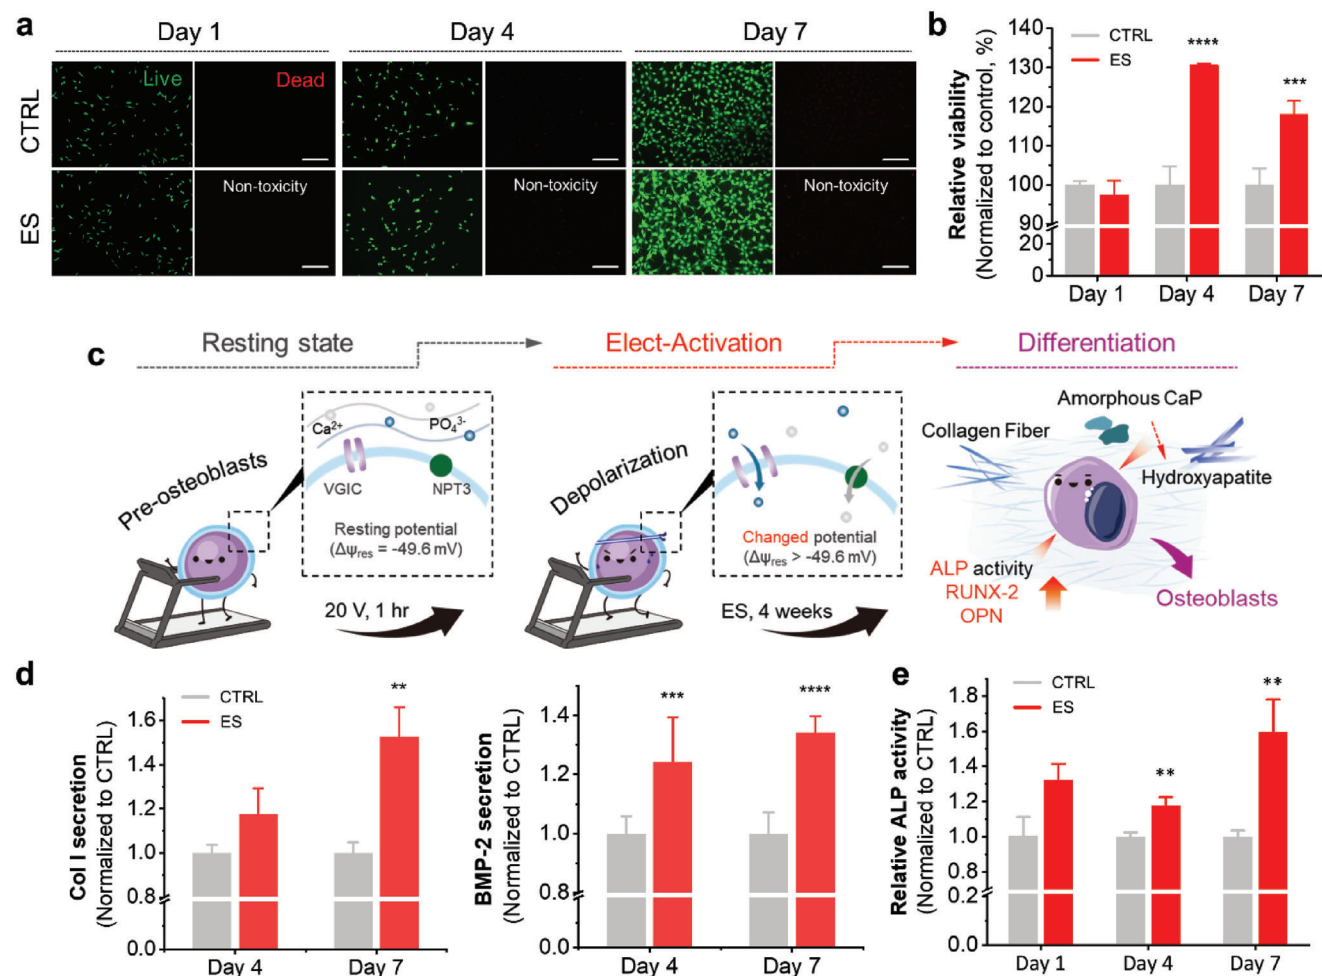 a
Day 1
Day 4
Day 7
CTRL
Live
Dead
ES
Non-toxicity
Non-toxicity
Non-toxicity
b
Relative viability
(Normalized to control, %)
140
130
120
110
100
90
20
0
CTRL
ES
****
***
Day 1
Day 4
Day 7
c
Resting state
Elect-Activation
Differentiation
Pre-osteoblasts
Ca2+
PO43-
VGIC
NPT3
Resting potential
(Δψres = -49.6 mV)
20 V, 1 hr
Depolarization
Changed potential
(Δψres > -49.6 mV)
ES, 4 weeks
Amorphous CaP
Collagen Fiber
Hydroxyapatite
ALP activity
RUNX-2
OPN
Osteoblasts
d
Col I secretion
(Normalized to CTRL)
1.6
1.4
1.2
1.0
0.8
0.0
CTRL
ES
**
Day 4
Day 7
BMP-2 secretion
(Normalized to CTRL)
1.4
1.2
1.0
0.8
0.0
***
****
Day 4
Day 7
e
Relative ALP activity
(Normalized to CTRL)
1.8
1.6
1.4
1.2
1.0
0.8
0.2
0.0
CTRL
ES
**
**
Day 1
Day 4
Day 7